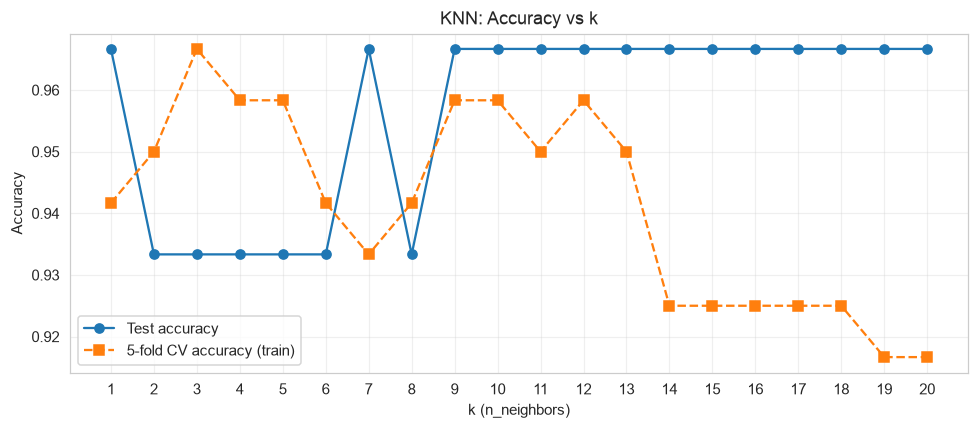 KNN: Accuracy vs k
Accuracy
0.96
0.95
0.94
0.93
0.92
Test accuracy
5-fold CV accuracy (train)
1 2 3 4 5 6 7 8 9 10 11 12 13 14 15 16 17 18 19 20
k (n_neighbors)